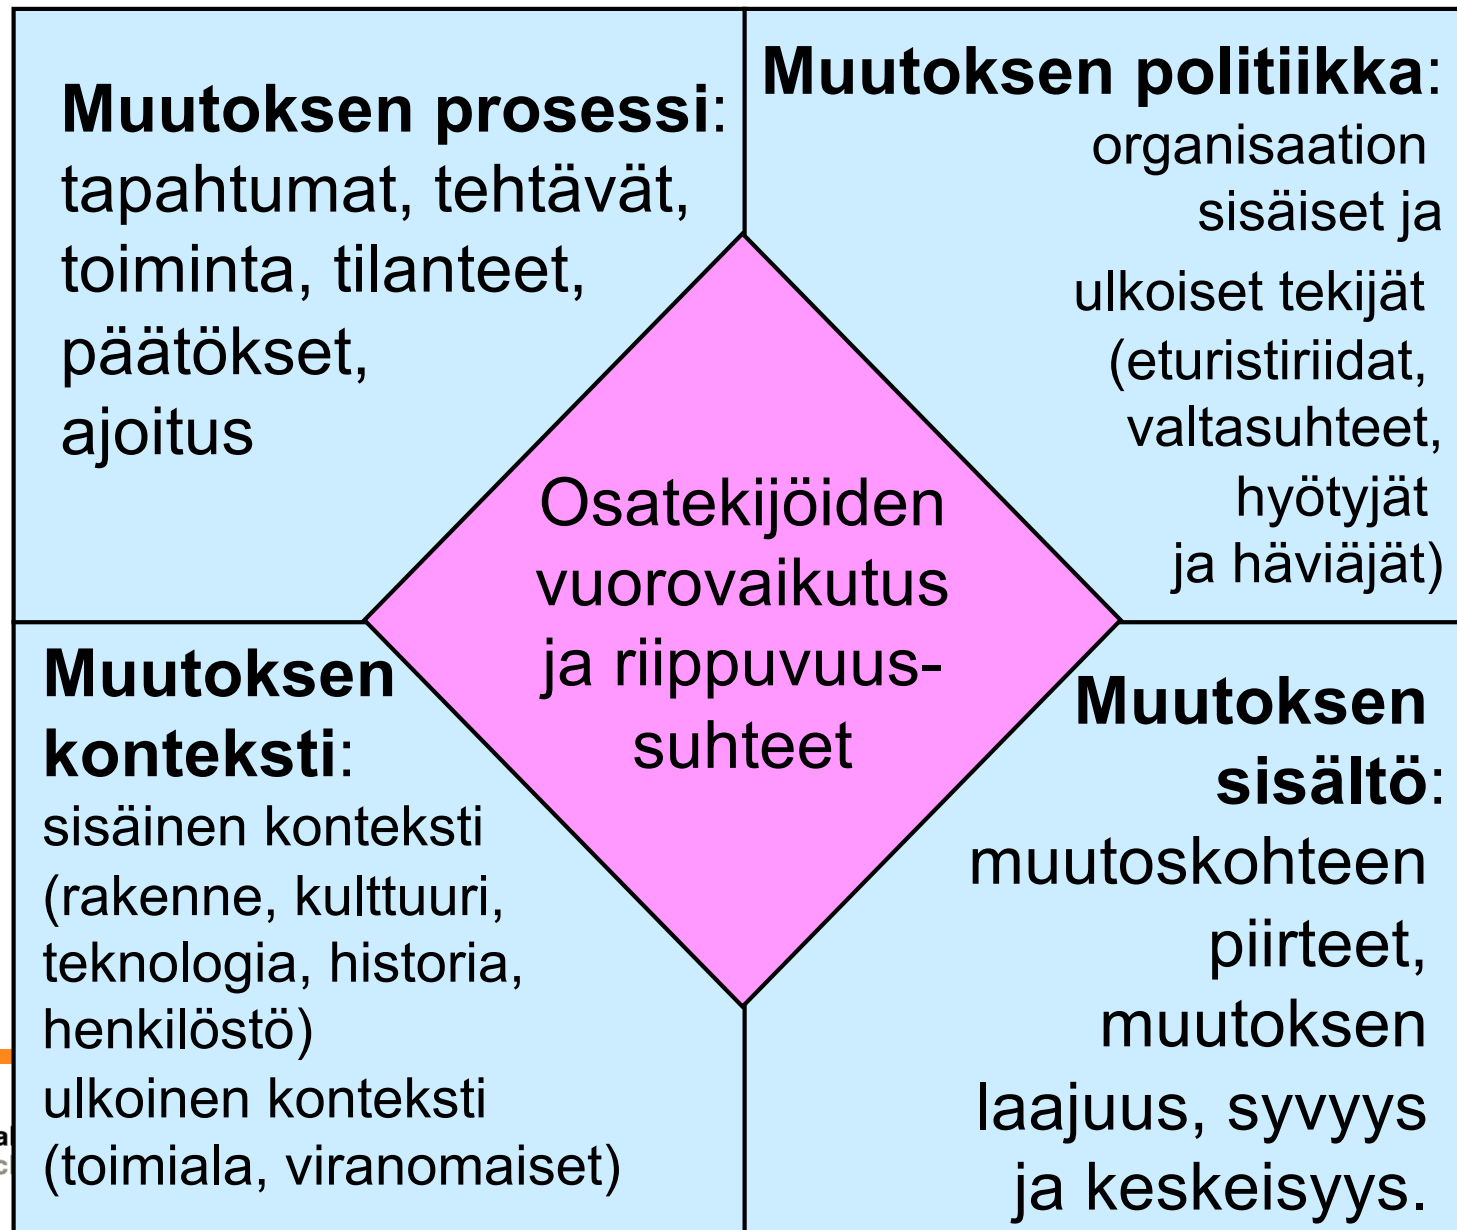 Muutoksen prosessi:
tapahtumat, tehtävät,
toiminta, tilanteet,
päätökset,
ajoitus
Muutoksen politiikka:
organisaation
sisäiset ja
ulkoiset tekijät
(eturistiriidat,
valtasuhteet,
hyötyjät
ja häviäjät)
Osatekijöiden
vuorovaikutus
ja riippuvuus-
suhteet
Muutoksen
konteksti:
sisäinen konteksti
(rakenne, kulttuuri,
teknologia, historia,
henkilöstö)
ulkoinen konteksti
(toimiala, viranomaiset)
Muutoksen
sisältö:
muutoskohteen
piirteet,
muutoksen
laajuus, syvyys
ja keskeisyys.